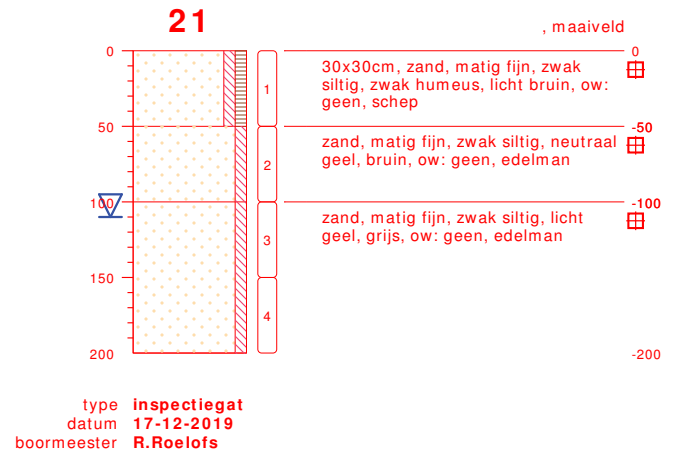 21
, maaiveld
0
0
30x30cm, zand, matig fijn, zwak
siltig, zwak humeus, licht bruin, ow:
geen, schep
1
50
-50
zand, matig fijn, zwak siltig, neutraal
geel, bruin, ow: geen, edelman
2
100
-100
zand, matig fijn, zwak siltig, licht
geel, grijs, ow: geen, edelman
3
150
4
200
-200
type inspectiegat
datum 17-12-2019
boormeester R.Roelofs